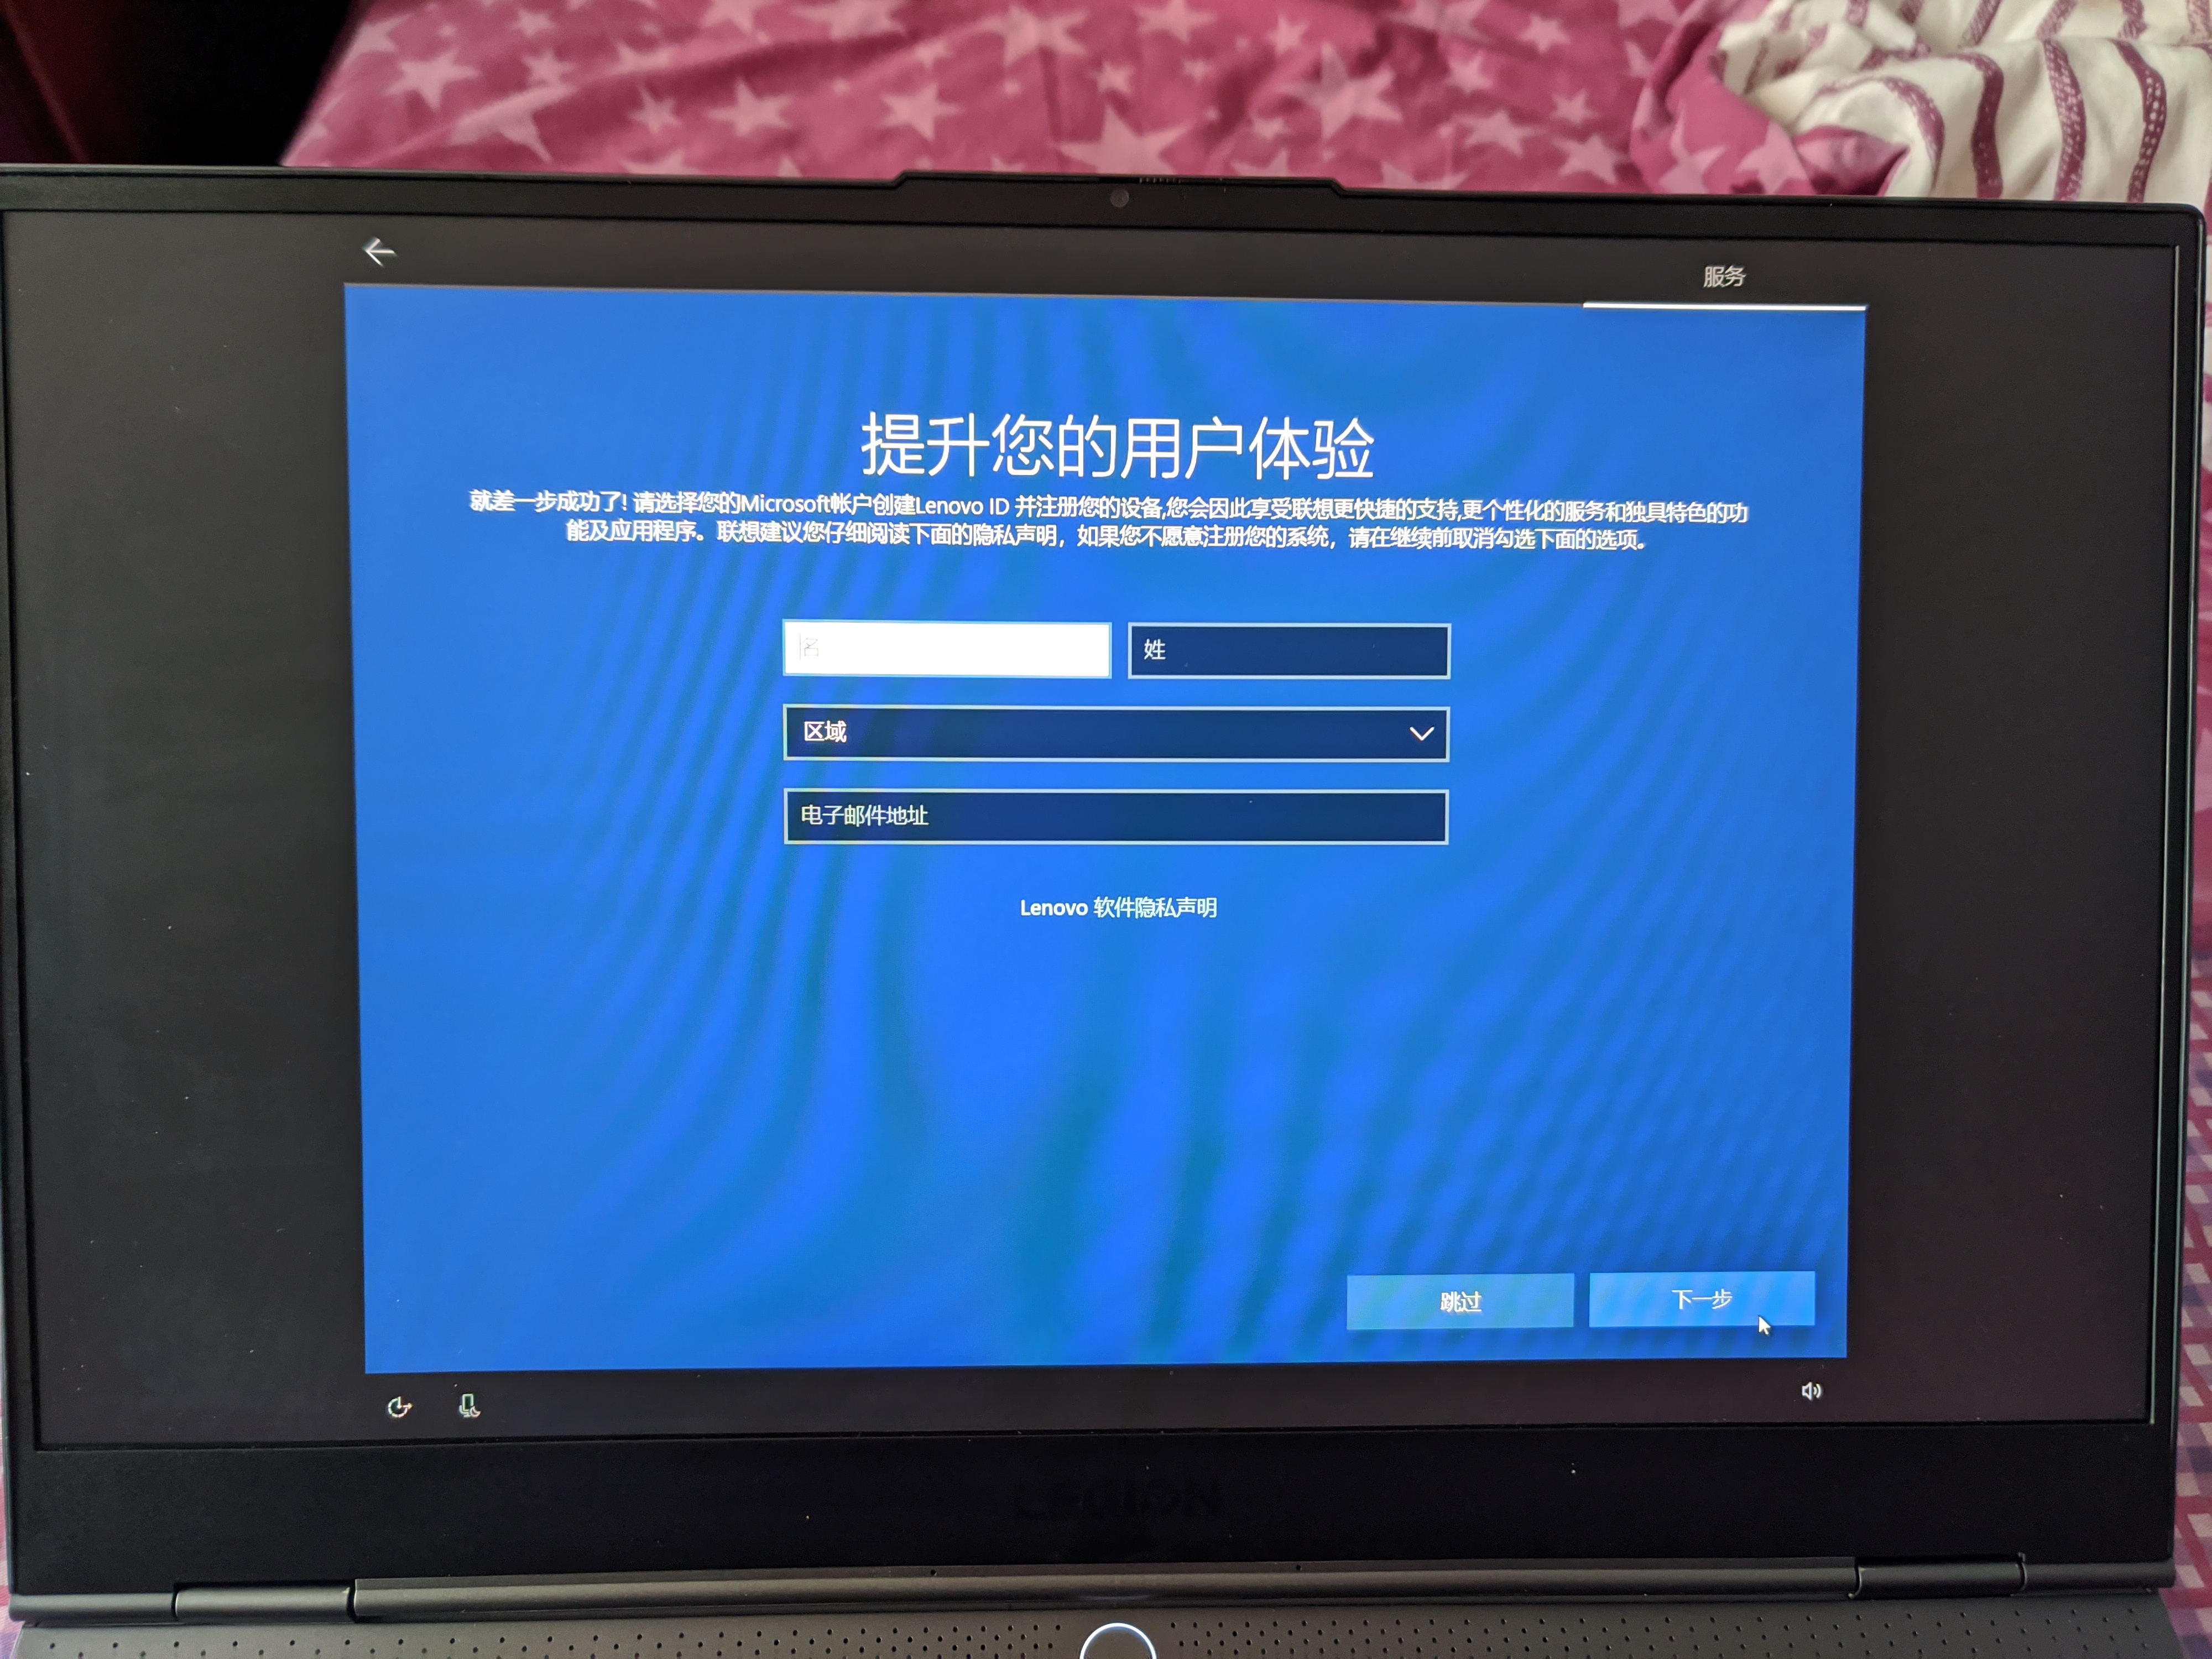 服务
提升您的用户体验
就差一步成功了! 请选择您的Microsoft帐户创建Lenovo ID 并注册您的设备,您会因此享受联想更快捷的支持,更个性化的服务和独具特色的功
能及应用程序。联想建议您仔细阅读下面的隐私声明，如果您不愿意注册您的系统，请在继续前取消勾选下面的选项。
名 姓
区域
电子邮件地址
Lenovo 软件隐私声明
跳过 下一步
LEGION